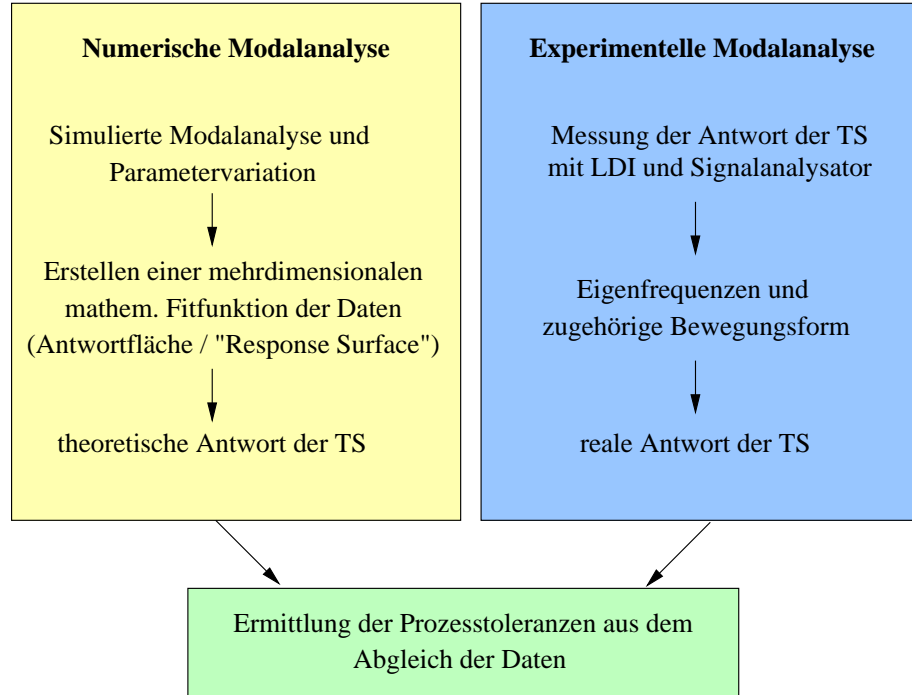 Numerische Modalanalyse
Simulierte Modalanalyse und
Parametervariation
Erstellen einer mehrdimensionalen
mathem. Fitfunktion der Daten
(Antwortfläche / "Response Surface")
theoretische Antwort der TS
Experimentelle Modalanalyse
Messung der Antwort der TS
mit LDI und Signalanalysator
Eigenfrequenzen und
zugehörige Bewegungsform
reale Antwort der TS
Ermittlung der Prozesstoleranzen aus dem
Abgleich der Daten